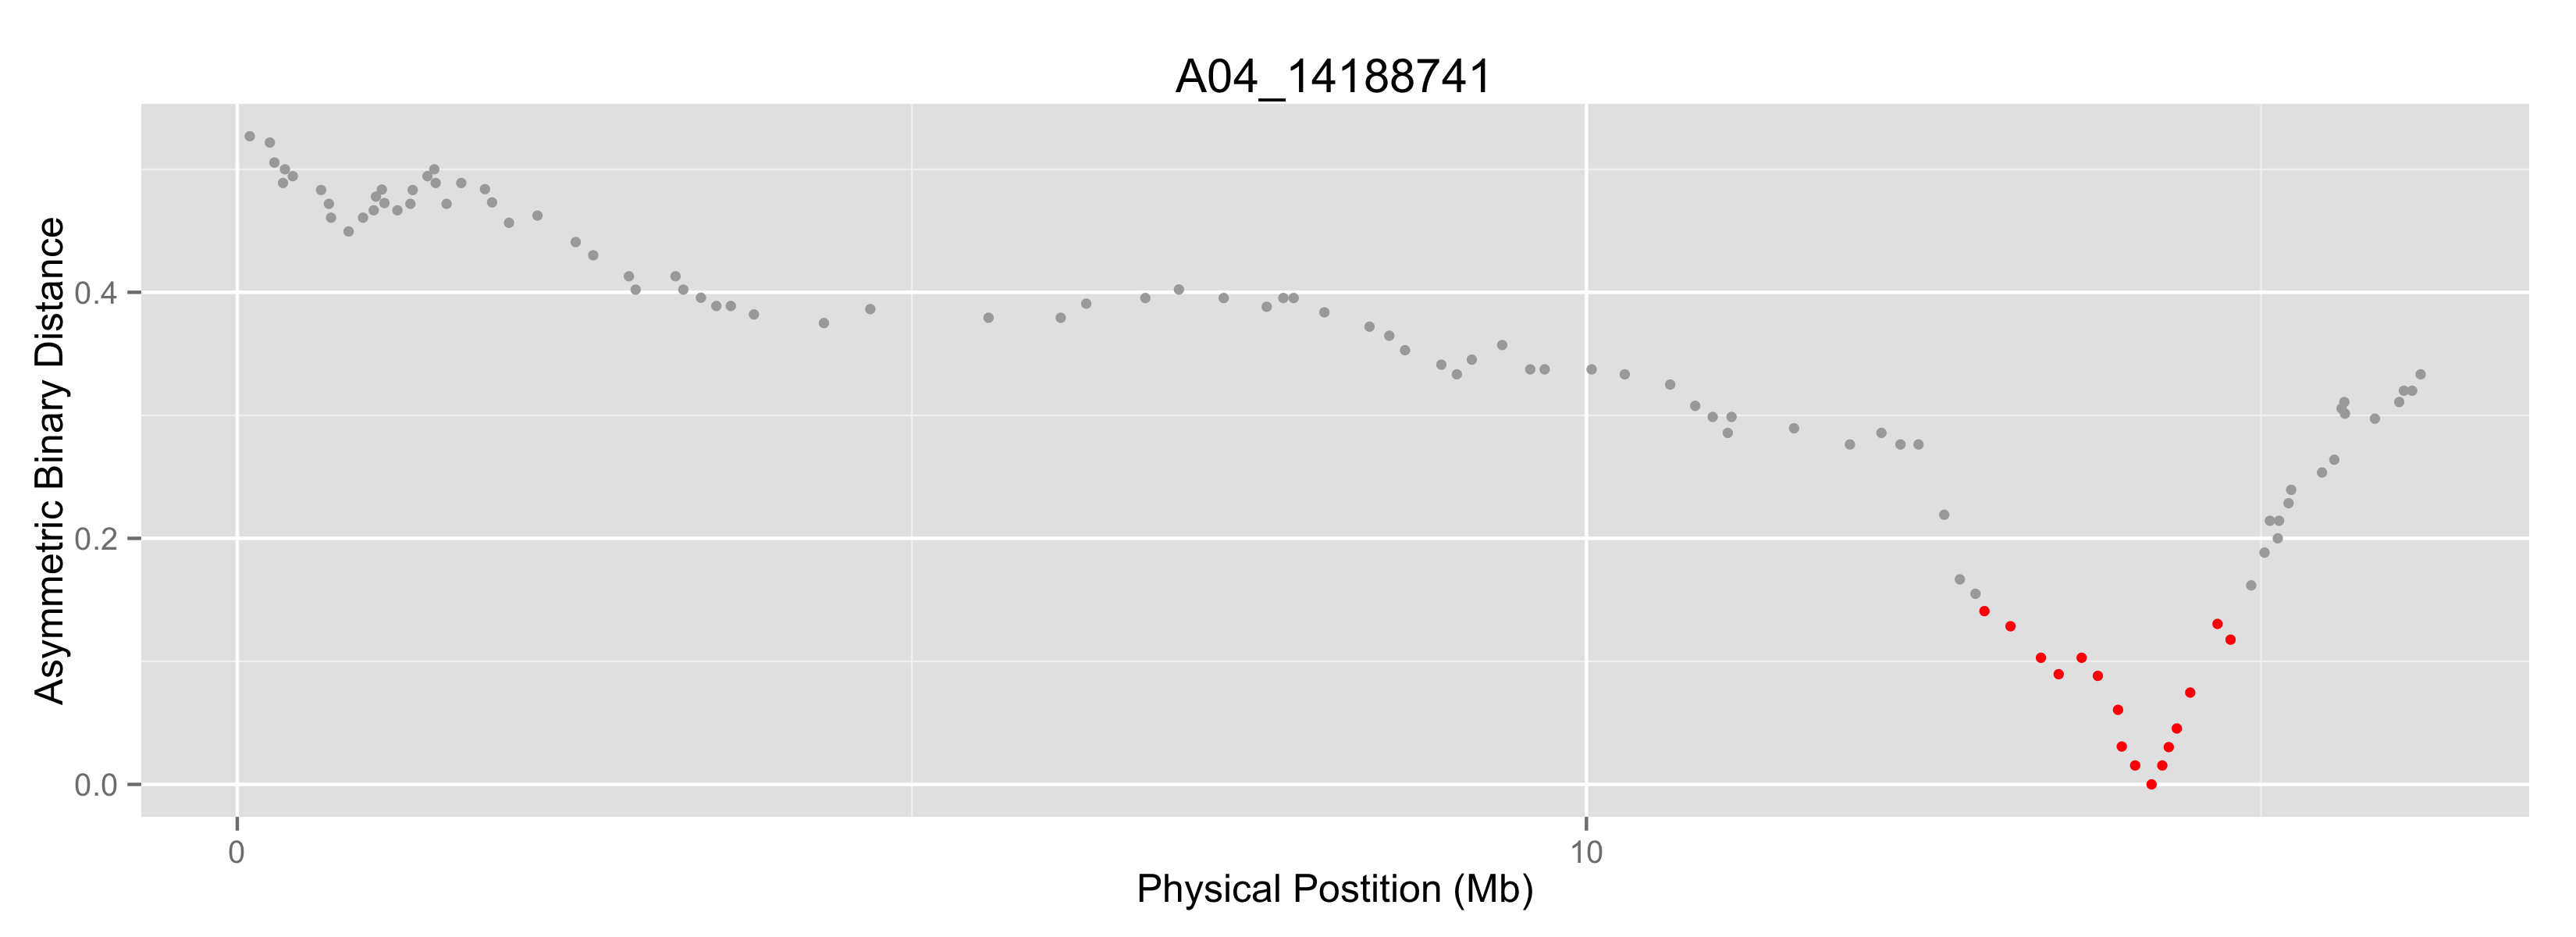 A04_14188741
Asymmetric Binary Distance
0.4
0.2
0.0
0
10
Physical Postition (Mb)